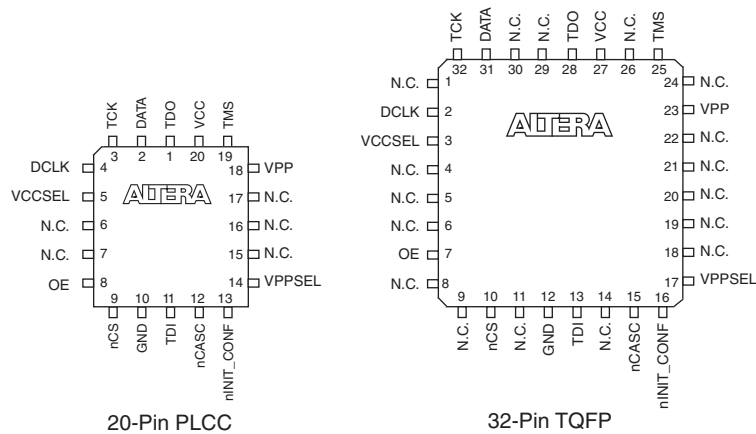 TCK
DATA
TDO
VCC
TMS
3
2
1
20
19
DCLK 4
18 VPP
VCCSEL 5
17 N.C.
N.C. 6
16 N.C.
N.C. 7
15 N.C.
OE 8
14 VPPSEL
ALTERA
9
10
11
12
13
nCS
GND
TDI
nCASC
nINIT_CONF
20-Pin PLCC
TCK
DATA
N.C.
N.C.
TDO
VCC
N.C.
TMS
32
31
30
29
28
27
26
25
N.C. 1
24 N.C.
DCLK 2
23 VPP
VCCSEL 3
22 N.C.
N.C. 4
21 N.C.
N.C. 5
20 N.C.
N.C. 6
19 N.C.
OE 7
18 N.C.
N.C. 8
17 VPPSEL
ALTERA
9
10
11
12
13
14
15
16
N.C.
nCS
N.C.
GND
TDI
N.C.
nCASC
nINIT_CONF
32-Pin TQFP